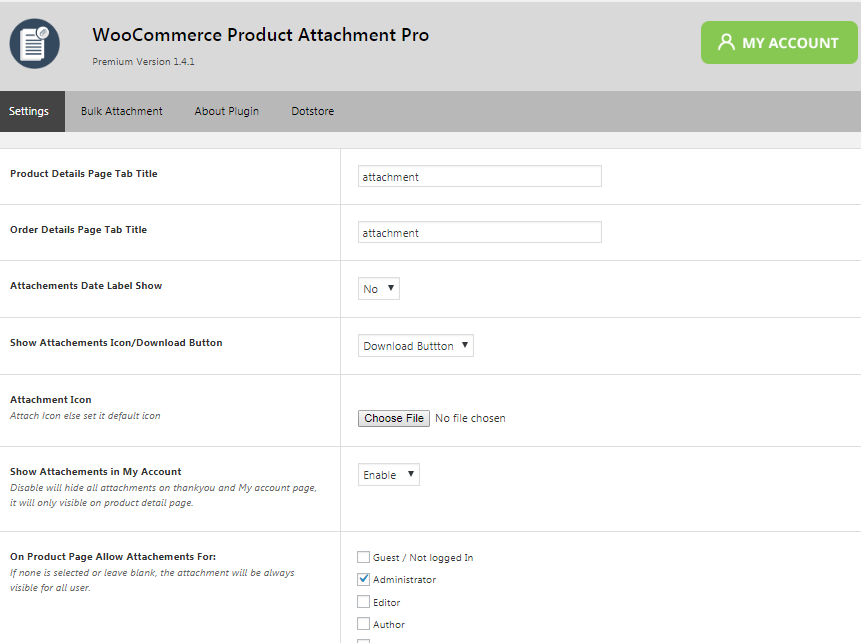 WooCommerce Product Attachment Pro
Premium Version 1.4.1
MY ACCOUNT
Settings
Bulk Attachment
About Plugin
Dotstore
Product Details Page Tab Title
attachment
Order Details Page Tab Title
attachment
Attachements Date Label Show
No
Show Attachements Icon/Download Button
Download Buttton
Attachment Icon
Attach Icon else set it default icon
Choose File No file chosen
Show Attachements in My Account
Disable will hide all attachments on thankyou and My account page,
it will only visible on product detail page.
Enable
On Product Page Allow Attachements For:
If none is selected or leave blank, the attachment will be always
visible for all user.
Guest / Not logged In
Administrator
Editor
Author